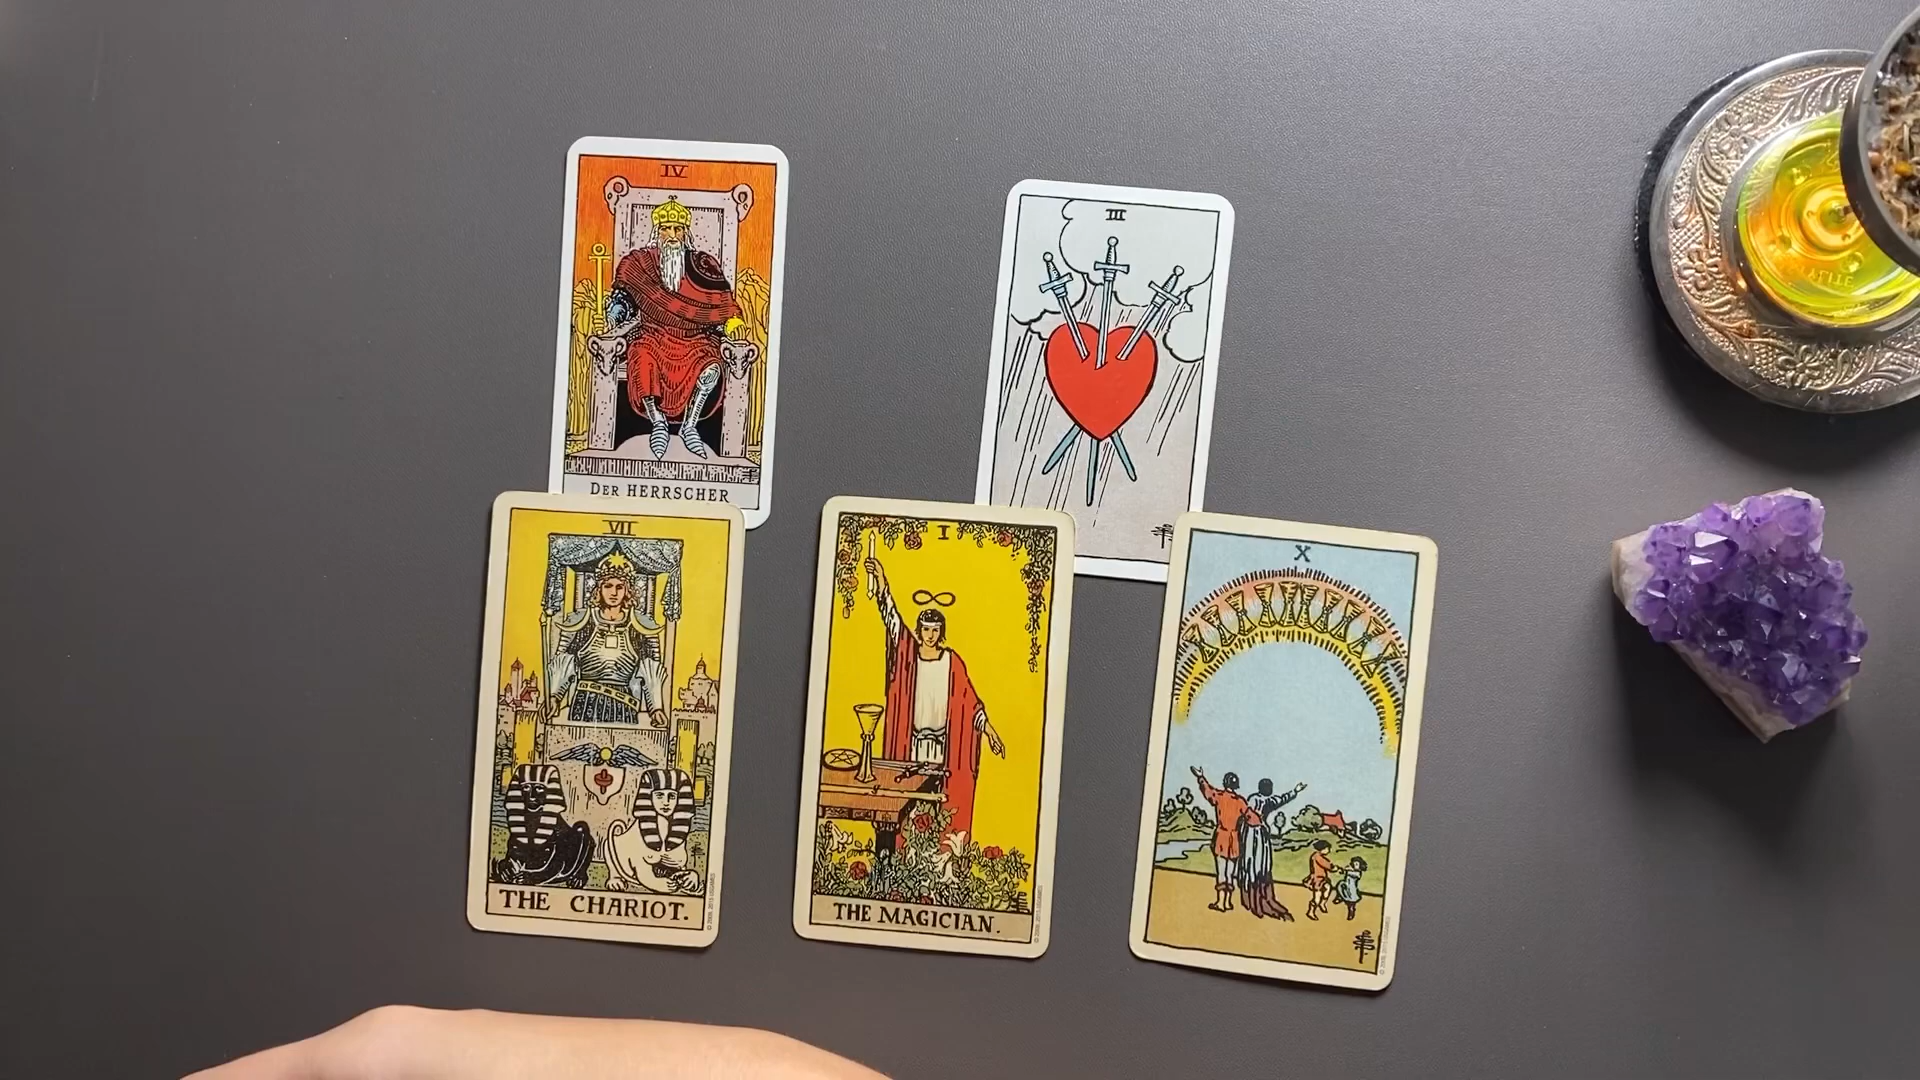 IV
DER HERRSCHER
III
VII
THE CHARIOT.
I
THE MAGICIAN.
X